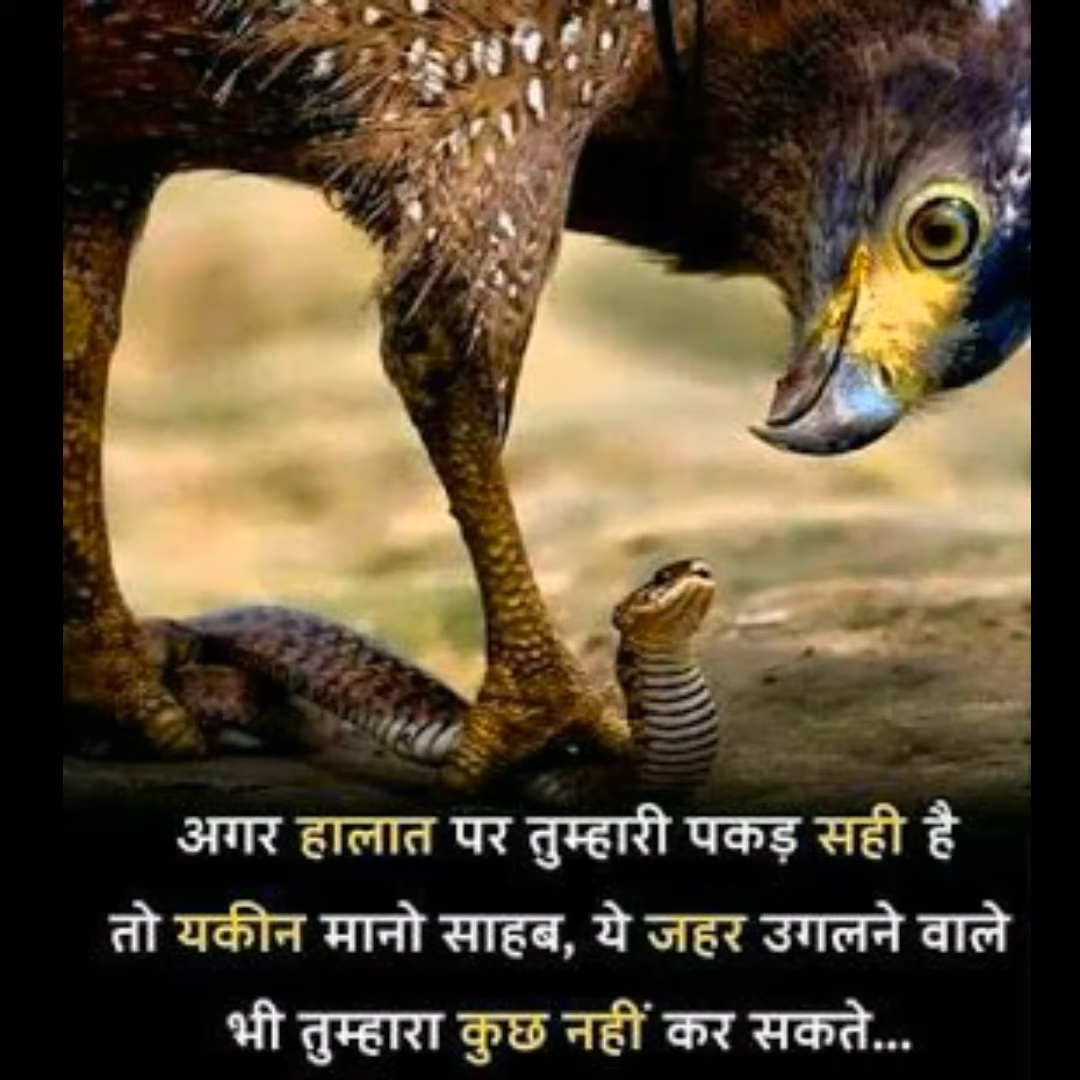 अगर हालात पर तुम्हारी पकड़ सही है
तो यकीन मानो साहब, ये जहर उगलने वाले
भी तुम्हारा कुछ नहीं कर सकते...